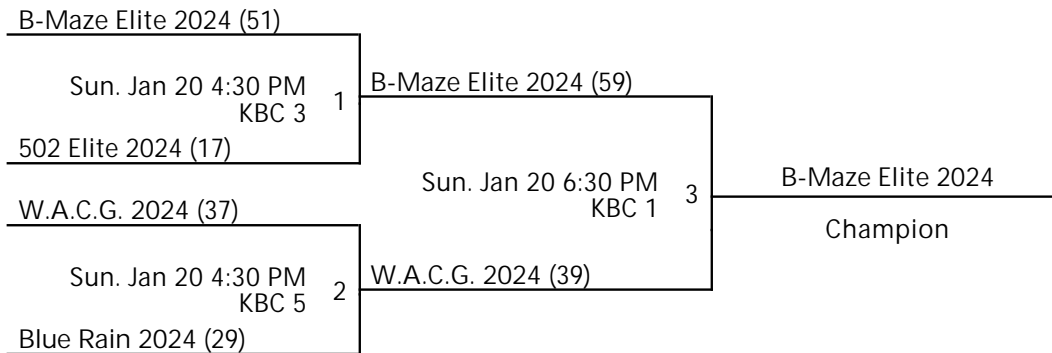 B-Maze Elite 2024 (51)
Sun. Jan 20 4:30 PM
KBC 3
1
502 Elite 2024 (17)
B-Maze Elite 2024 (59)
W.A.C.G. 2024 (37)
Sun. Jan 20 4:30 PM
KBC 5
2
Blue Rain 2024 (29)
Sun. Jan 20 6:30 PM
KBC 1
3
W.A.C.G. 2024 (39)
B-Maze Elite 2024
Champion